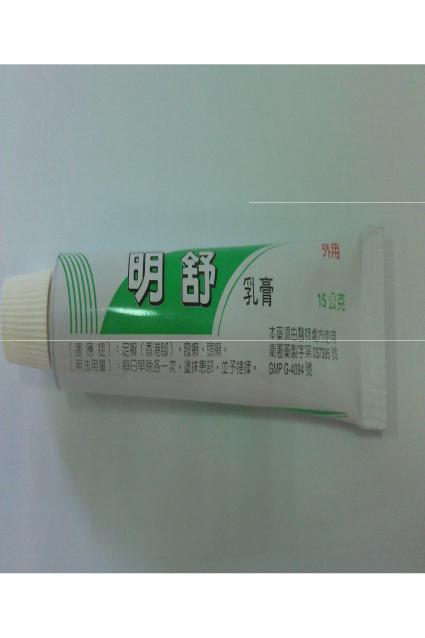 外用
明舒 乳膏
15公克
本藥須由醫師處方使用
衛署藥製字第037395號
GMP G-4094號
〔適應症〕：足癬（香港腳）、股癬、頭癬。
〔用法用量〕：每日早晚各一次，塗抹患部，並予搓揉。